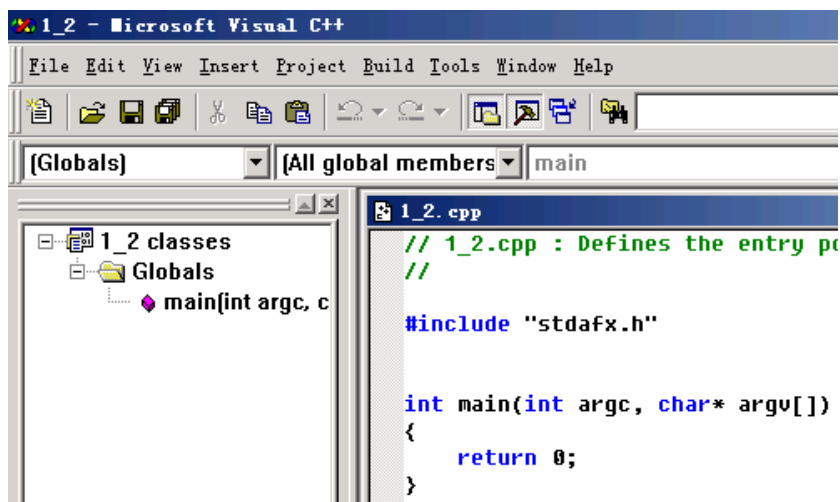 1_2 - Microsoft Visual C++
File Edit View Insert Project Build Tools Window Help
(Globals) (All global members main
1_2 classes
Globals
main(int argc, c
1_2.cpp
// 1_2.cpp : Defines the entry po
//
#include "stdafx.h"
int main(int argc, char* argv[])
{
return 0;
}